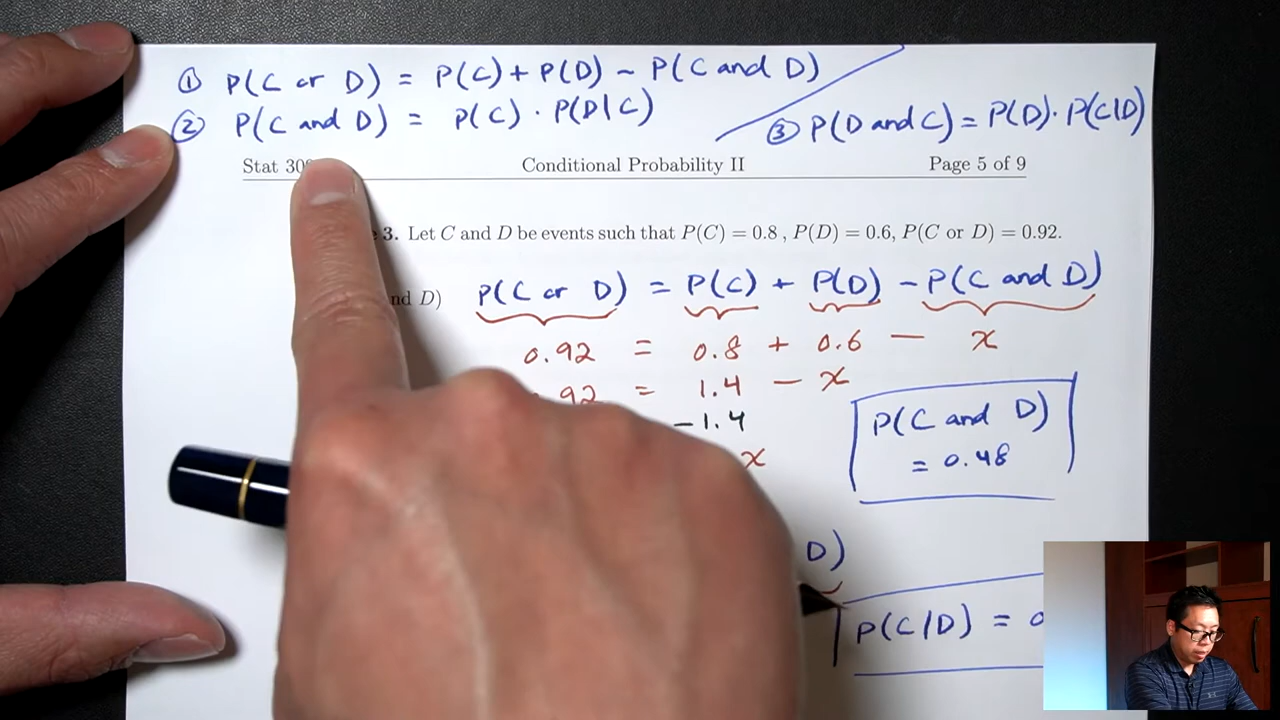 ① P(C or D) = P(C) + P(D) - P(C and D)
② P(C and D) = P(C) · P(D|C)
③ P(D and C) = P(D) · P(C|D)
Stat 30
Conditional Probability II
Page 5 of 9
3. Let C and D be events such that P(C) = 0.8 , P(D) = 0.6, P(C or D) = 0.92.
nd D)
P(C or D) = P(C) + P(D) - P(C and D)
0.92 = 0.8 + 0.6 - x
92 = 1.4 - x
-1.4
x
P(C and D)
= 0.48
D)
P(C|D) = 0